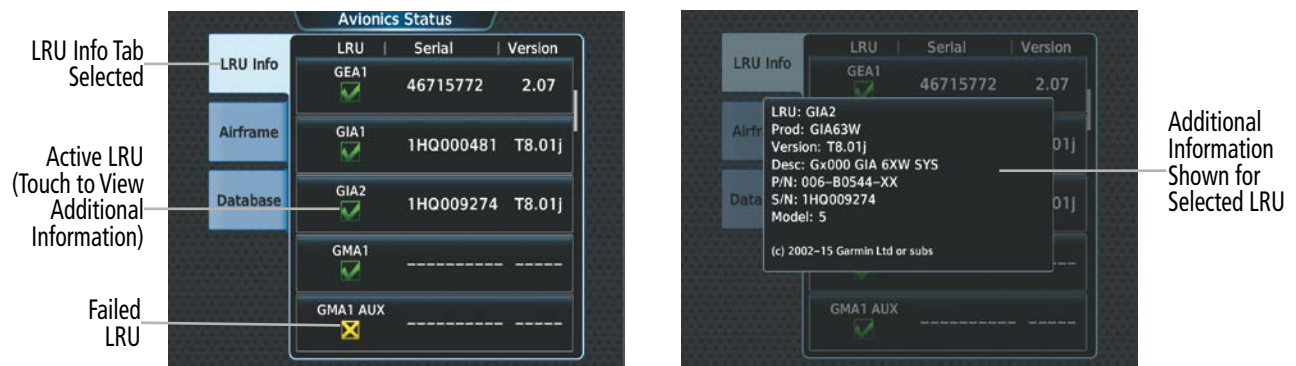 Avionics Status
LRU Info Tab
Selected
LRU Info
Airframe
Database
LRU | Serial | Version
GEA1
46715772 2.07
GIA1
1HQ000481 T8.01j
GIA2
1HQ009274 T8.01j
GMA1
---------- -----
GMA1 AUX
---------- -----
Active LRU
(Touch to View
Additional
Information)
Failed
LRU
LRU Info
LRU | Serial | Version
GEA1
46715772 2.07
Airfr
01j
Data
01j
LRU: GIA2
Prod: GIA63W
Version: T8.01j
Desc: Gx000 GIA 6XW SYS
P/N: 006-B0544-XX
S/N: 1HQ009274
Model: 5
(c) 2002-15 Garmin Ltd or subs
--
GMA1 AUX
---------- -----
Additional
Information
Shown for
Selected LRU